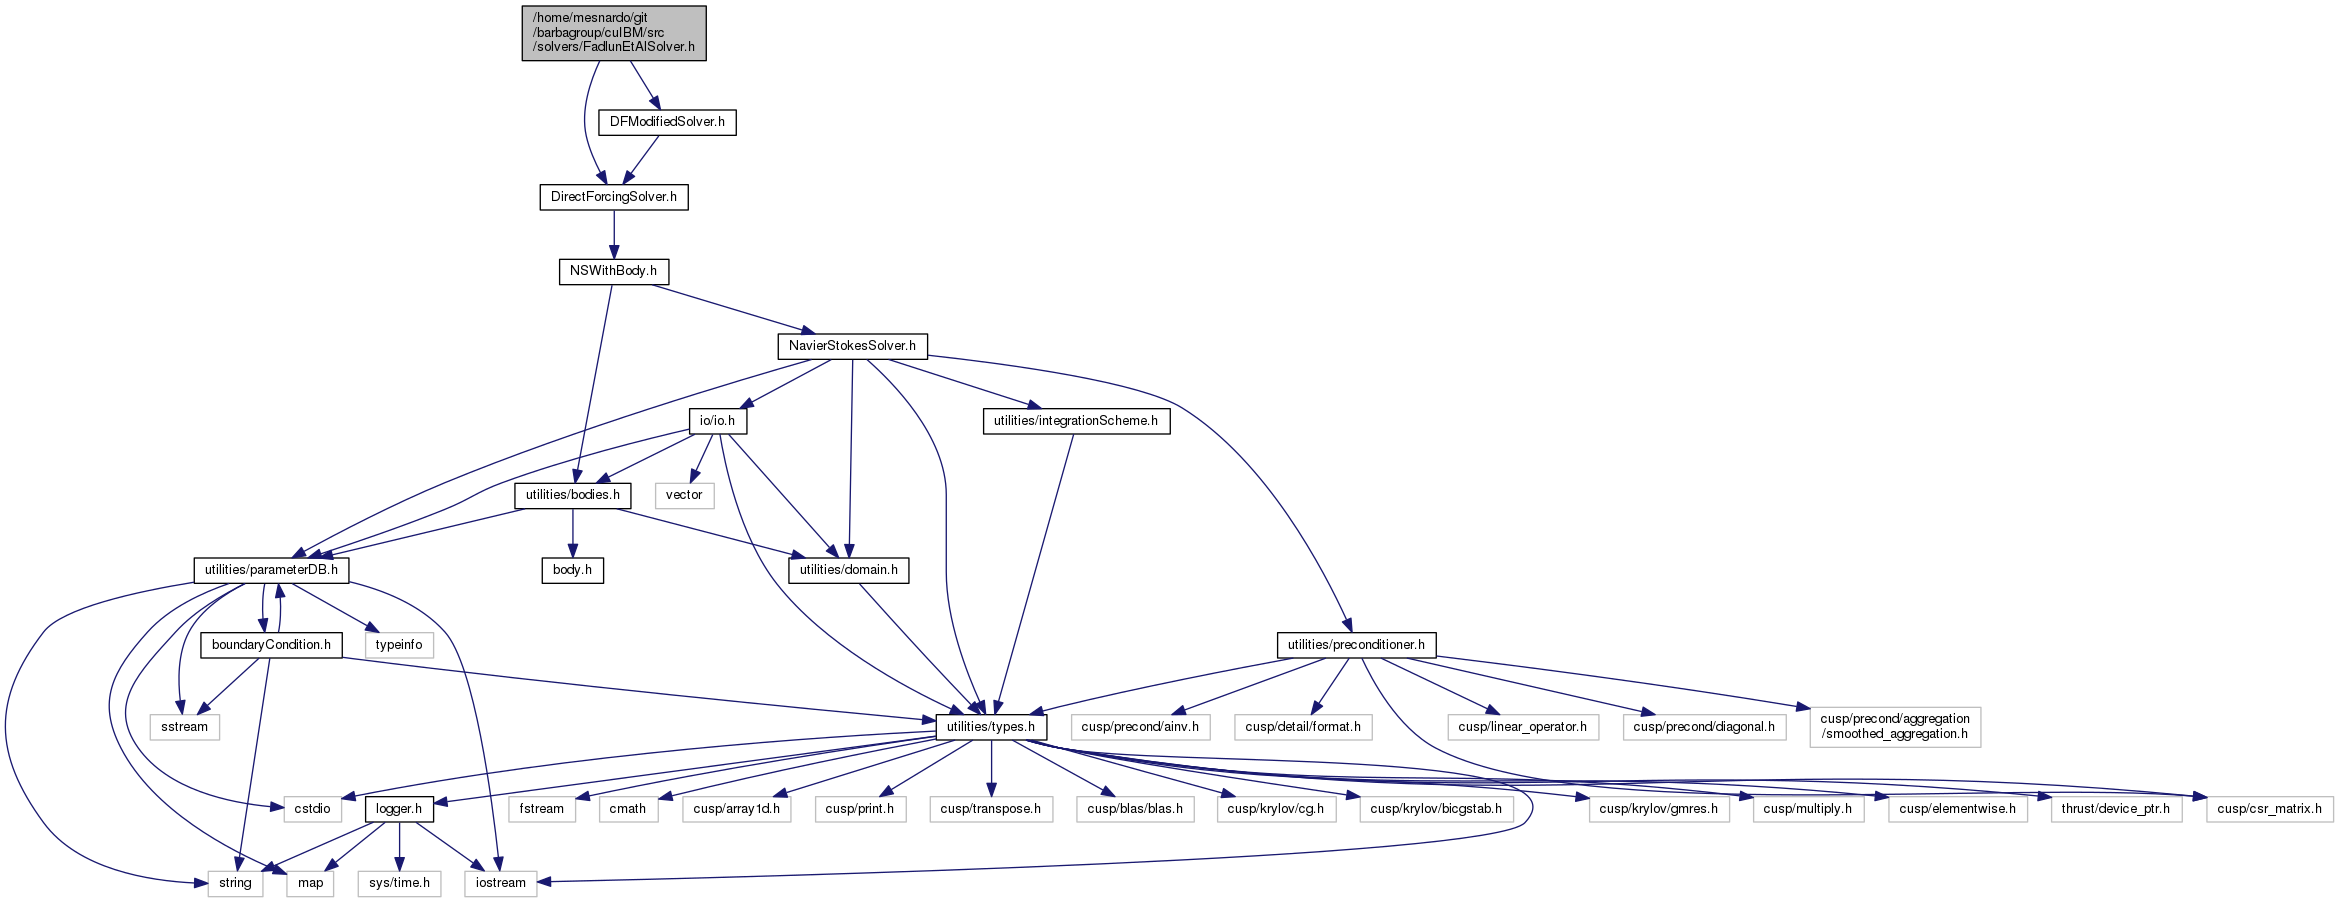 /home/mesnardo/git
/barbagroup/cuIBM/src
/solvers/FadlunEtAlSolver.h
DFModifiedSolver.h
DirectForcingSolver.h
NSWithBody.h
NavierStokesSolver.h
io/io.h
utilities/integrationScheme.h
utilities/bodies.h
vector
utilities/parameterDB.h
body.h
utilities/domain.h
boundaryCondition.h
typeinfo
utilities/preconditioner.h
sstream
utilities/types.h
cusp/precond/ainv.h
cusp/detail/format.h
cusp/linear_operator.h
cusp/precond/diagonal.h
cusp/precond/aggregation
/smoothed_aggregation.h
cstdio
logger.h
fstream
cmath
cusp/array1d.h
cusp/print.h
cusp/transpose.h
cusp/blas/blas.h
cusp/krylov/cg.h
cusp/krylov/bicgstab.h
cusp/krylov/gmres.h
cusp/multiply.h
cusp/elementwise.h
thrust/device_ptr.h
cusp/csr_matrix.h
string
map
sys/time.h
iostream